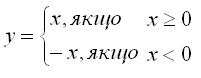 y = { x, якщо x ≥ 0
− x, якщо x < 0